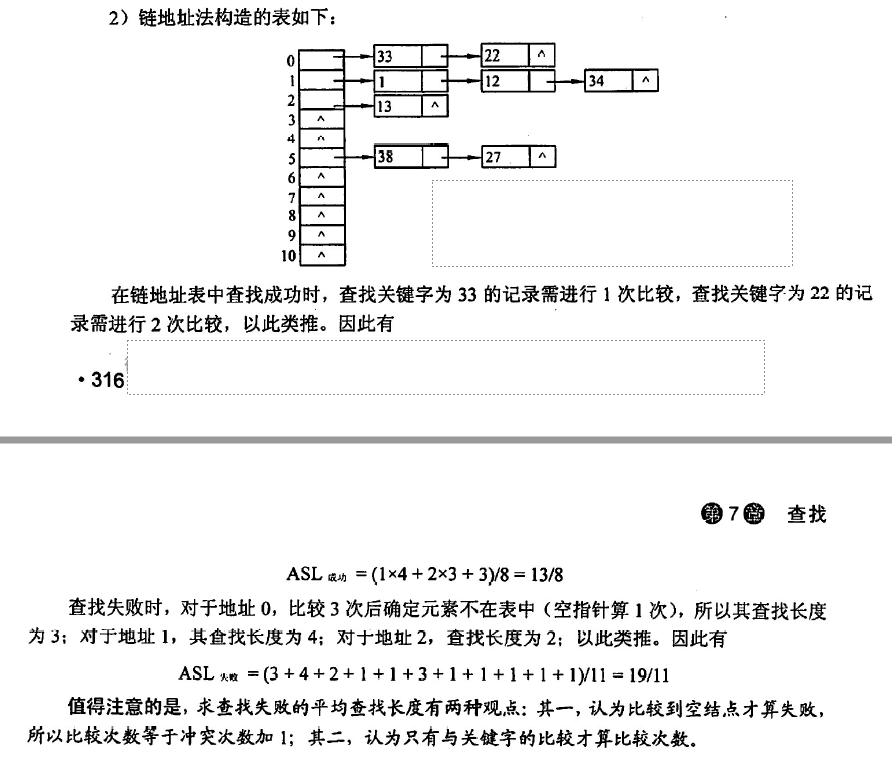 2）链地址法构造的表如下：
0 33 22 ^
1 1 12 34 ^
2 13 ^
3 ^
4 ^
5 38 27 ^
6 ^
7 ^
8 ^
9 ^
10 ^
在链地址表中查找成功时，查找关键字为 33 的记录需进行 1 次比较，查找关键字为 22 的记
录需进行 2 次比较，以此类推。因此有
·316
第7章 查找
ASL 成功 = (1×4 + 2×3 + 3)/8 = 13/8
查找失败时，对于地址 0，比较 3 次后确定元素不在表中（空指针算 1 次），所以其查找长度
为 3；对于地址 1，其查找长度为 4；对于地址 2，查找长度为 2；以此类推。因此有
ASL 失败 = (3 + 4 + 2 + 1 + 1 + 3 + 1 + 1 + 1 + 1 + 1)/11 = 19/11
值得注意的是，求查找失败的平均查找长度有两种观点：其一，认为比较到空结点才算失败，
所以比较次数等于冲突次数加 1；其二，认为只有与关键字的比较才算比较次数。